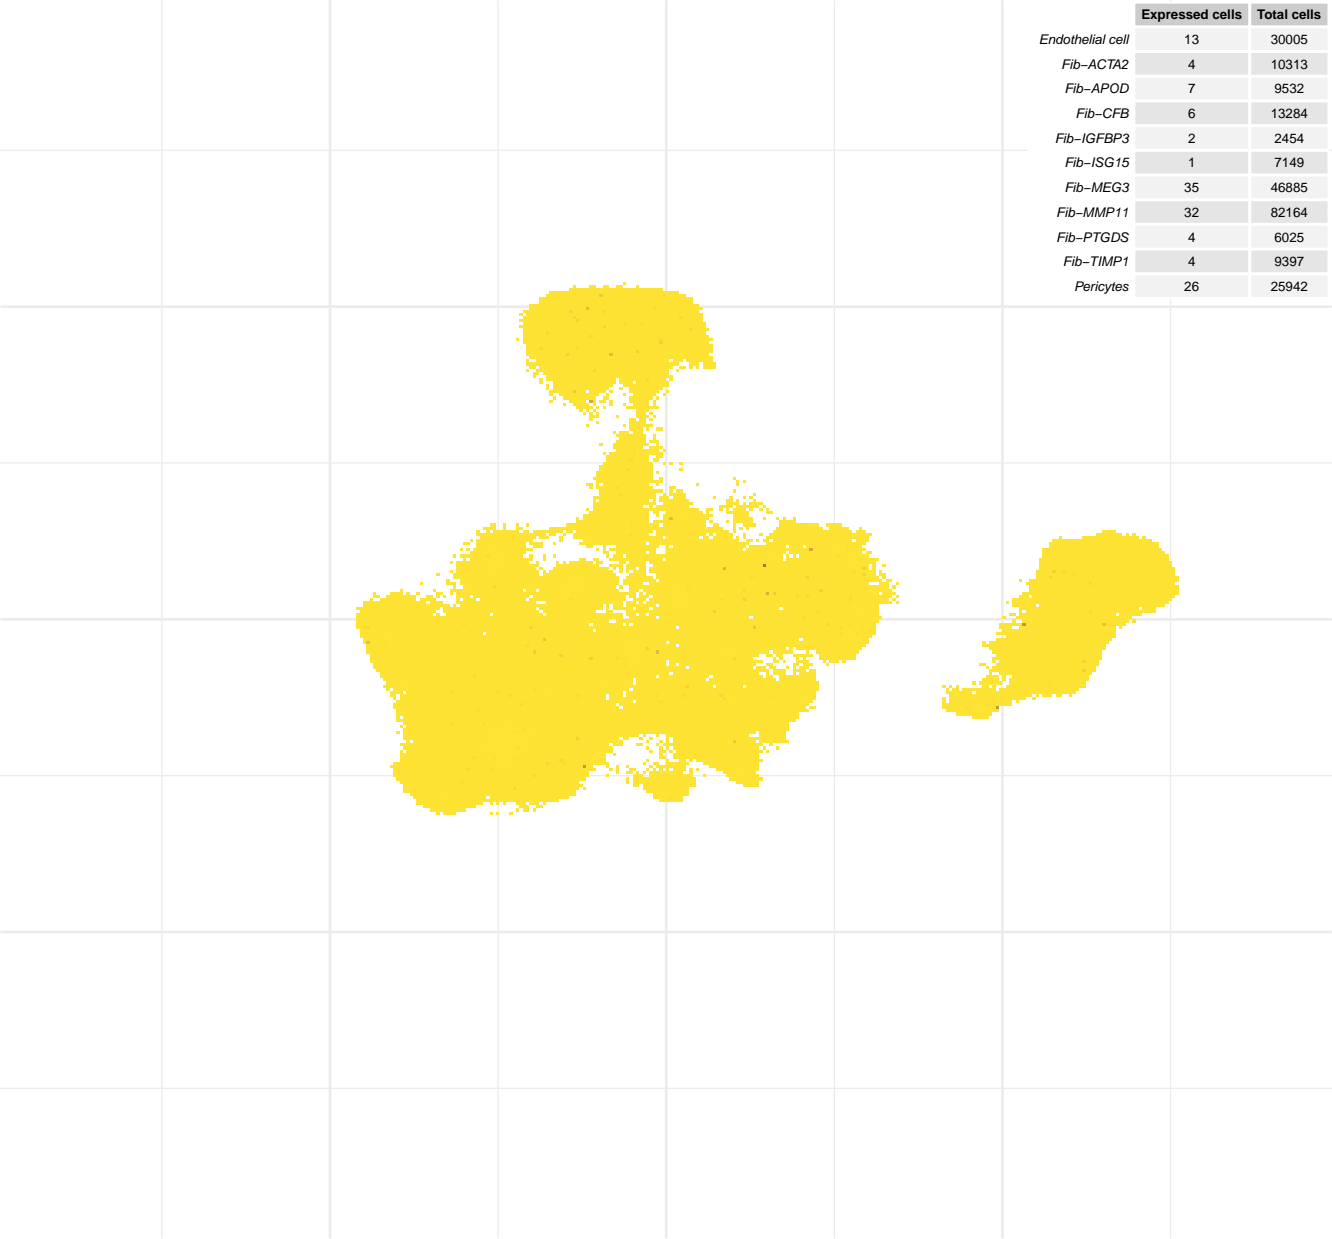 Expressed cells Total cells
Endothelial cell 13 30005
Fib−ACTA2 4 10313
Fib−APOD 7 9532
Fib−CFB 6 13284
Fib−IGFBP3 2 2454
Fib−ISG15 1 7149
Fib−MEG3 35 46885
Fib−MMP11 32 82164
Fib−PTGDS 4 6025
Fib−TIMP1 4 9397
Pericytes 26 25942